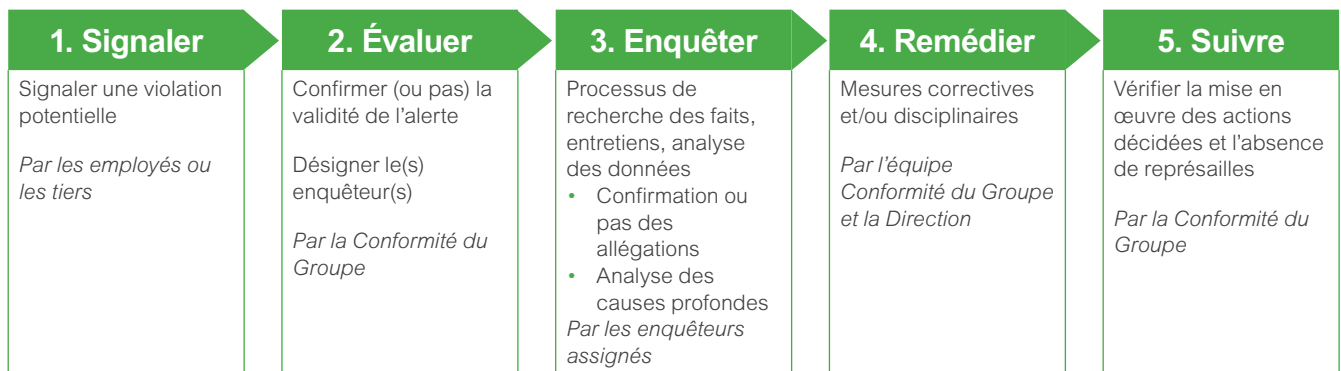 1. Signaler
Signaler une violation
potentielle
Par les employés ou
les tiers
2. Évaluer
Confirmer (ou pas) la
validité de l'alerte
Désigner le(s)
enquêteur(s)
Par la Conformité du
Groupe
3. Enquêter
Processus de
recherche des faits,
entretiens, analyse
des données
• Confirmation ou
pas des
allégations
• Analyse des
causes profondes
Par les enquêteurs
assignés
4. Remédier
Mesures correctives
et/ou disciplinaires
Par l'équipe
Conformité du Groupe
et la Direction
5. Suivre
Vérifier la mise en
œuvre des actions
décidées et l'absence
de représailles
Par la Conformité du
Groupe